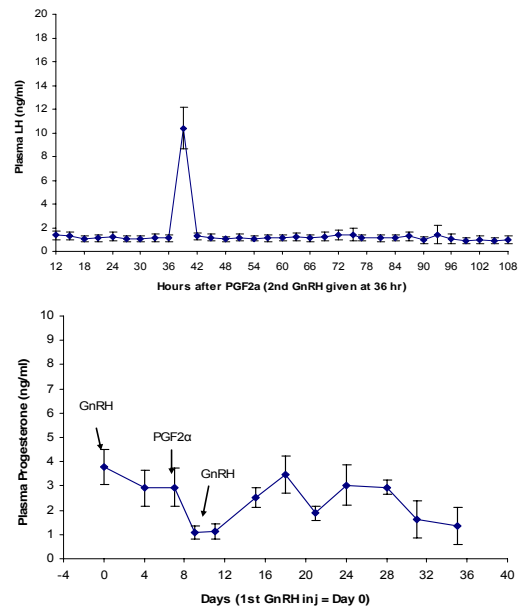 20
18
16
14
12
10
8
6
4
2
0
Plasma LH (ng/ml)
12 18 24 30 36 42 48 54 60 66 72 78 84 90 96 102 108
Hours after PGF2a (2nd GnRH given at 36 hr)
10
9
8
7
6
5
4
3
2
1
0
Plasma Progesterone (ng/ml)
GnRH
PGF2α
GnRH
-4 0 4 8 12 16 20 24 28 32 36 40
Days (1st GnRH inj = Day 0)